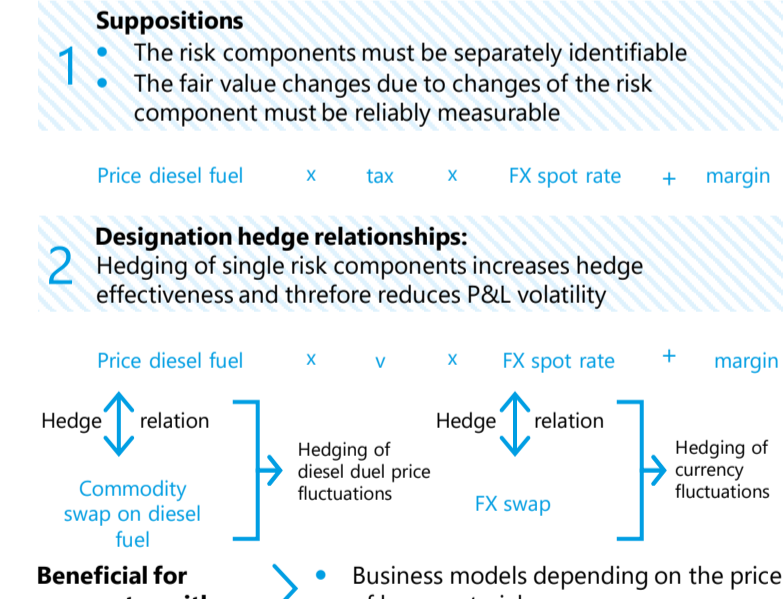 Suppositions
1
• The risk components must be separately identifiable
• The fair value changes due to changes of the risk
component must be reliably measurable
Price diesel fuel x tax x FX spot rate + margin
Designation hedge relationships:
2
Hedging of single risk components increases hedge
effectiveness and threfore reduces P&L volatility
Price diesel fuel x v x FX spot rate + margin
Hedge relation
Hedging of
diesel duel price
fluctuations
Commodity
swap on diesel
fuel
Hedge relation
Hedging of
currency
fluctuations
FX swap
Beneficial for
• Business models depending on the price